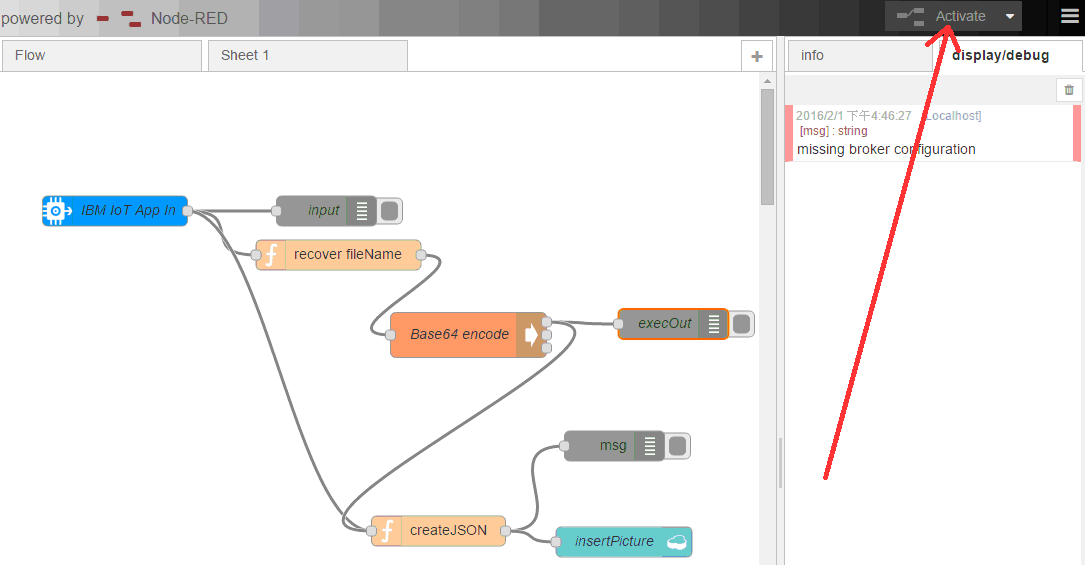 powered by Node-RED
Activate
Flow
Sheet 1
info
display/debug
2016/2/1 下午4:46:27 [Localhost]
[msg] : string
missing broker configuration
IBM IoT App In
input
recover fileName
Base64 encode
execOut
msg
createJSON
insertPicture